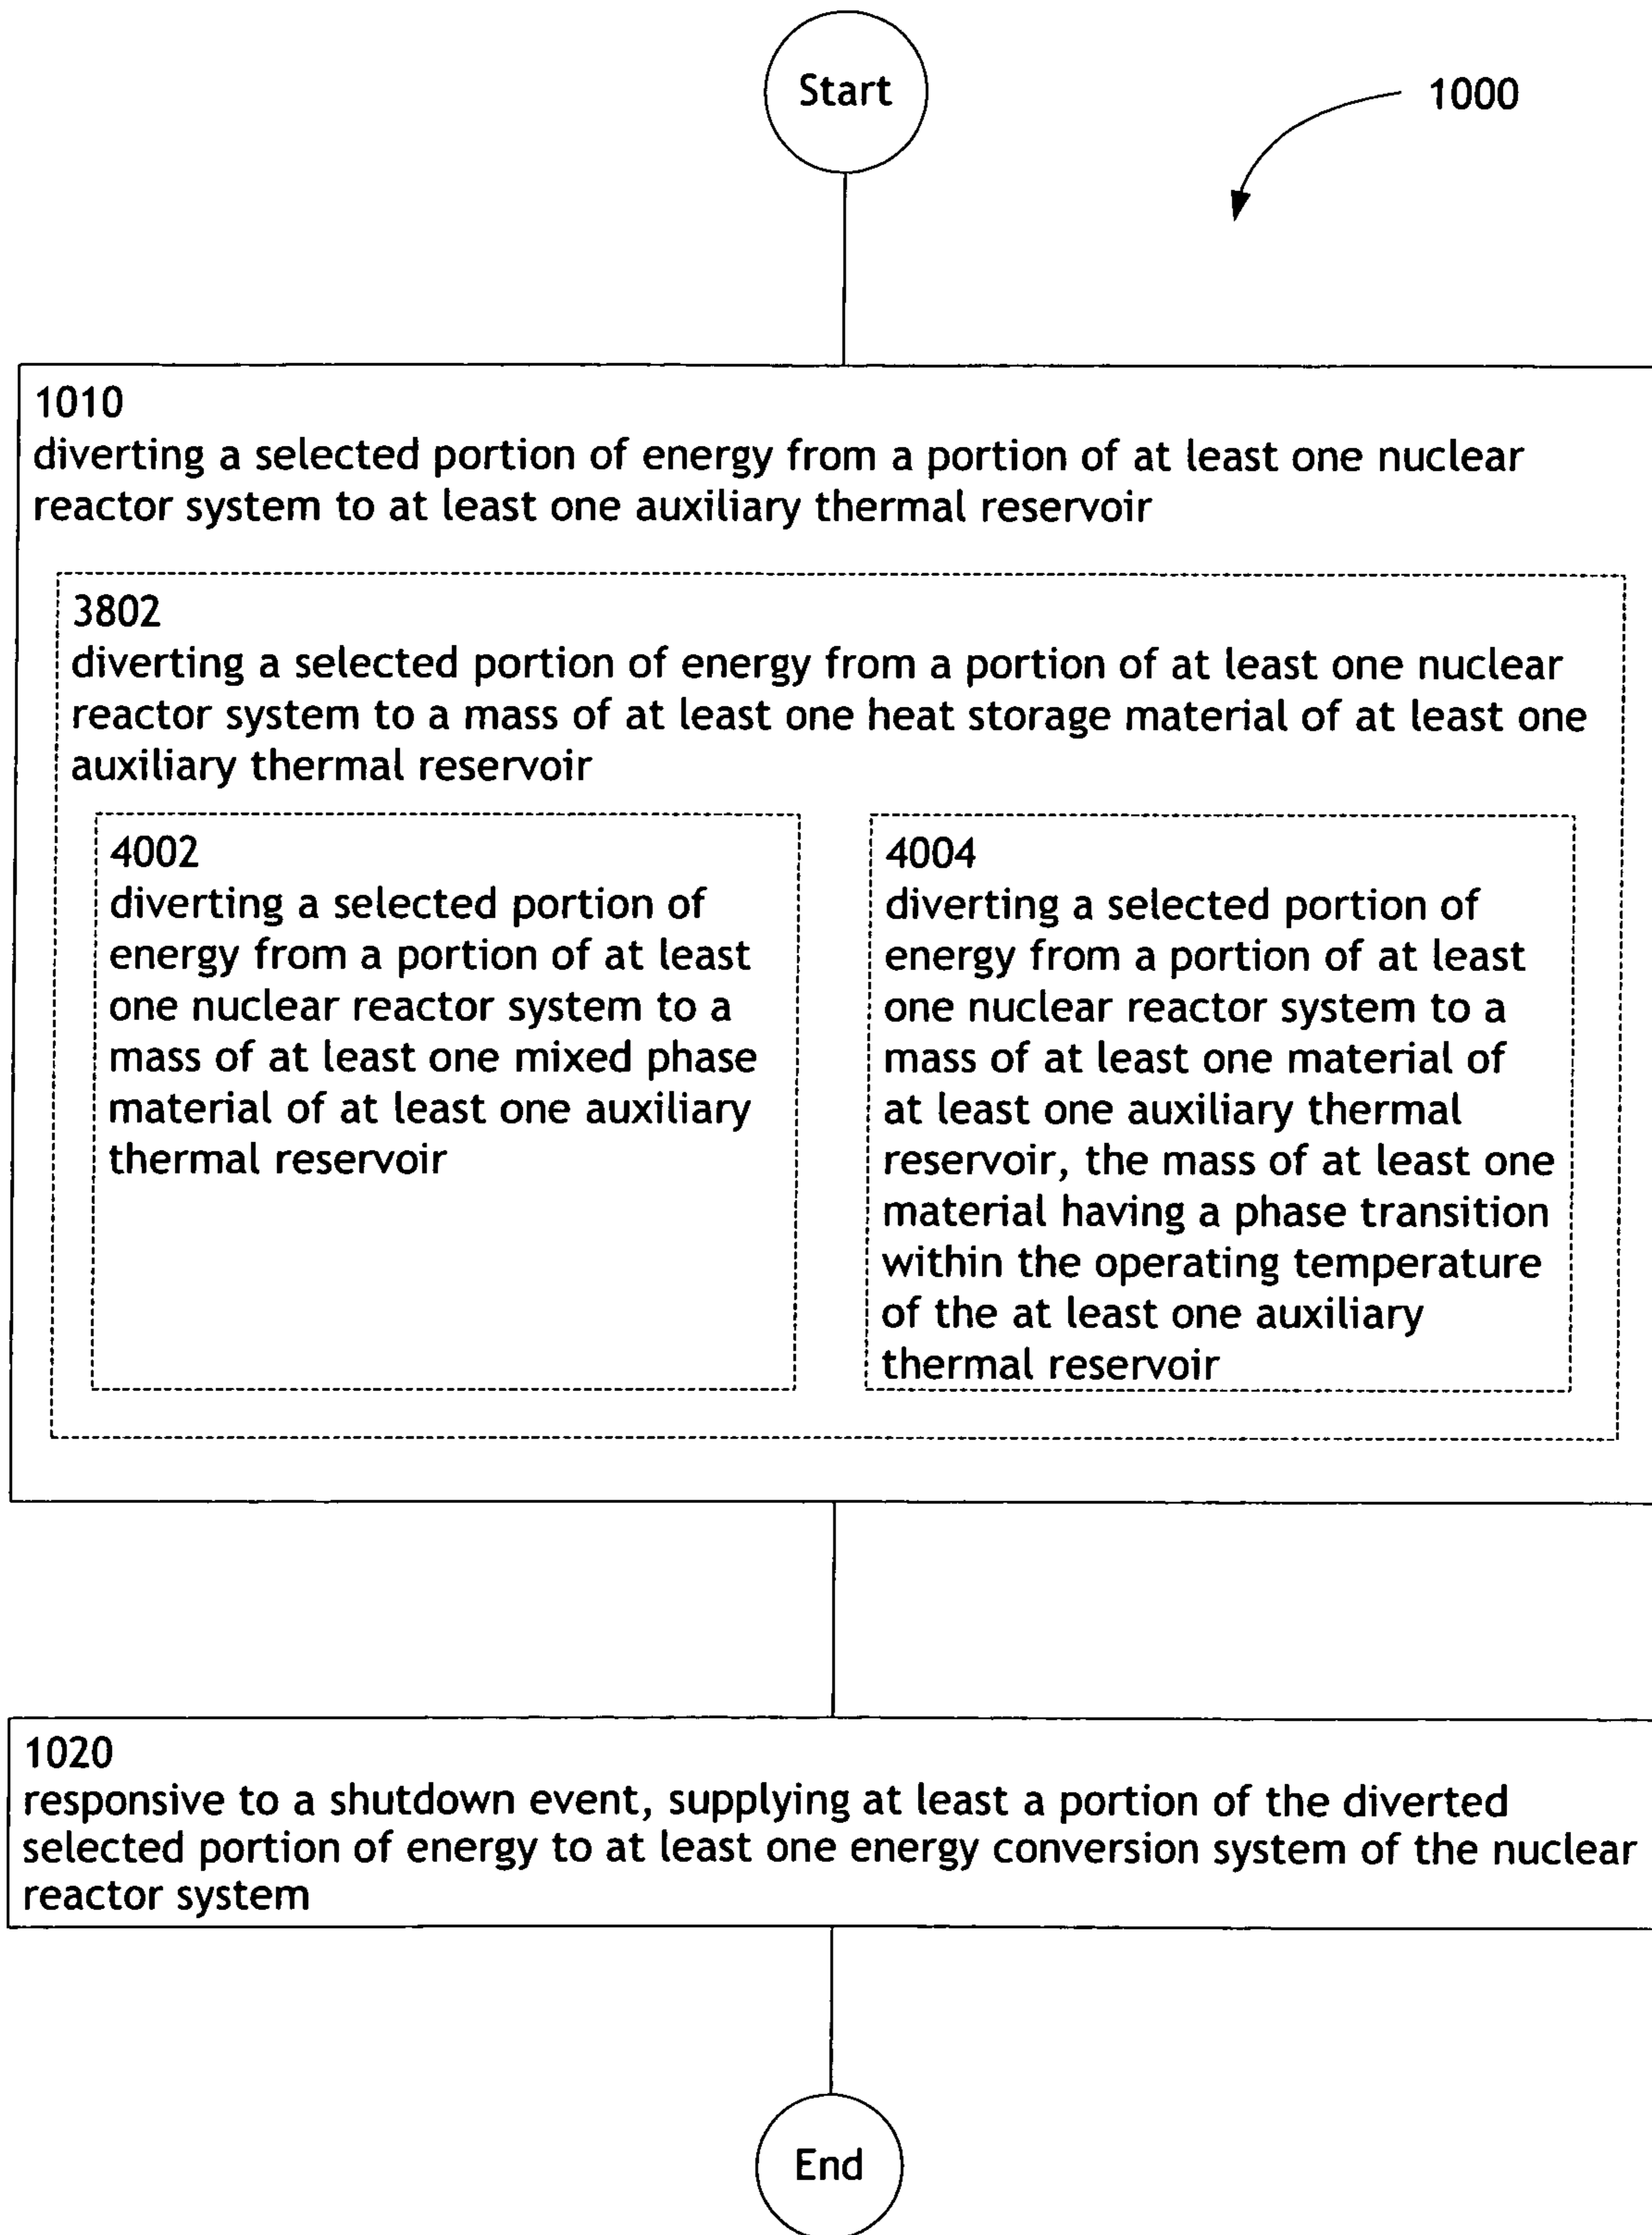 Start
1000
1010
diverting a selected portion of energy from a portion of at least one nuclear
reactor system to at least one auxiliary thermal reservoir
3802
diverting a selected portion of energy from a portion of at least one nuclear
reactor system to a mass of at least one heat storage material of at least one
auxiliary thermal reservoir
4002
diverting a selected portion of
energy from a portion of at least
one nuclear reactor system to a
mass of at least one mixed phase
material of at least one auxiliary
thermal reservoir
4004
diverting a selected portion of
energy from a portion of at least
one nuclear reactor system to a
mass of at least one material of
at least one auxiliary thermal
reservoir, the mass of at least one
material having a phase transition
within the operating temperature
of the at least one auxiliary
thermal reservoir
1020
responsive to a shutdown event, supplying at least a portion of the diverted
selected portion of energy to at least one energy conversion system of the nuclear
reactor system
End